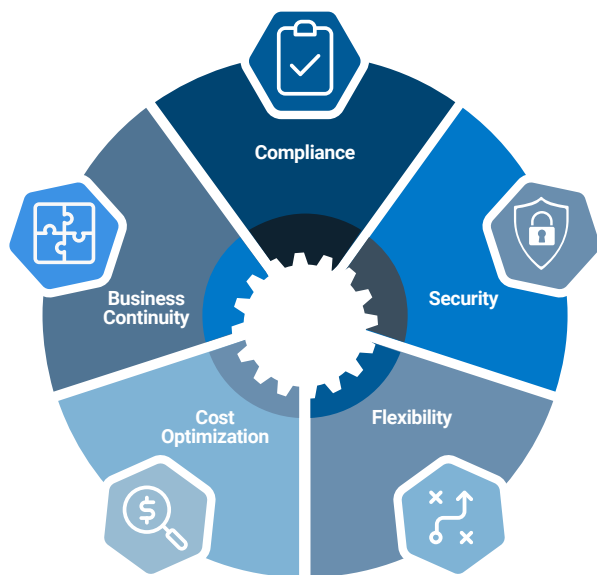 Compliance
Security
Flexibility
Cost
Optimization
Business
Continuity
$